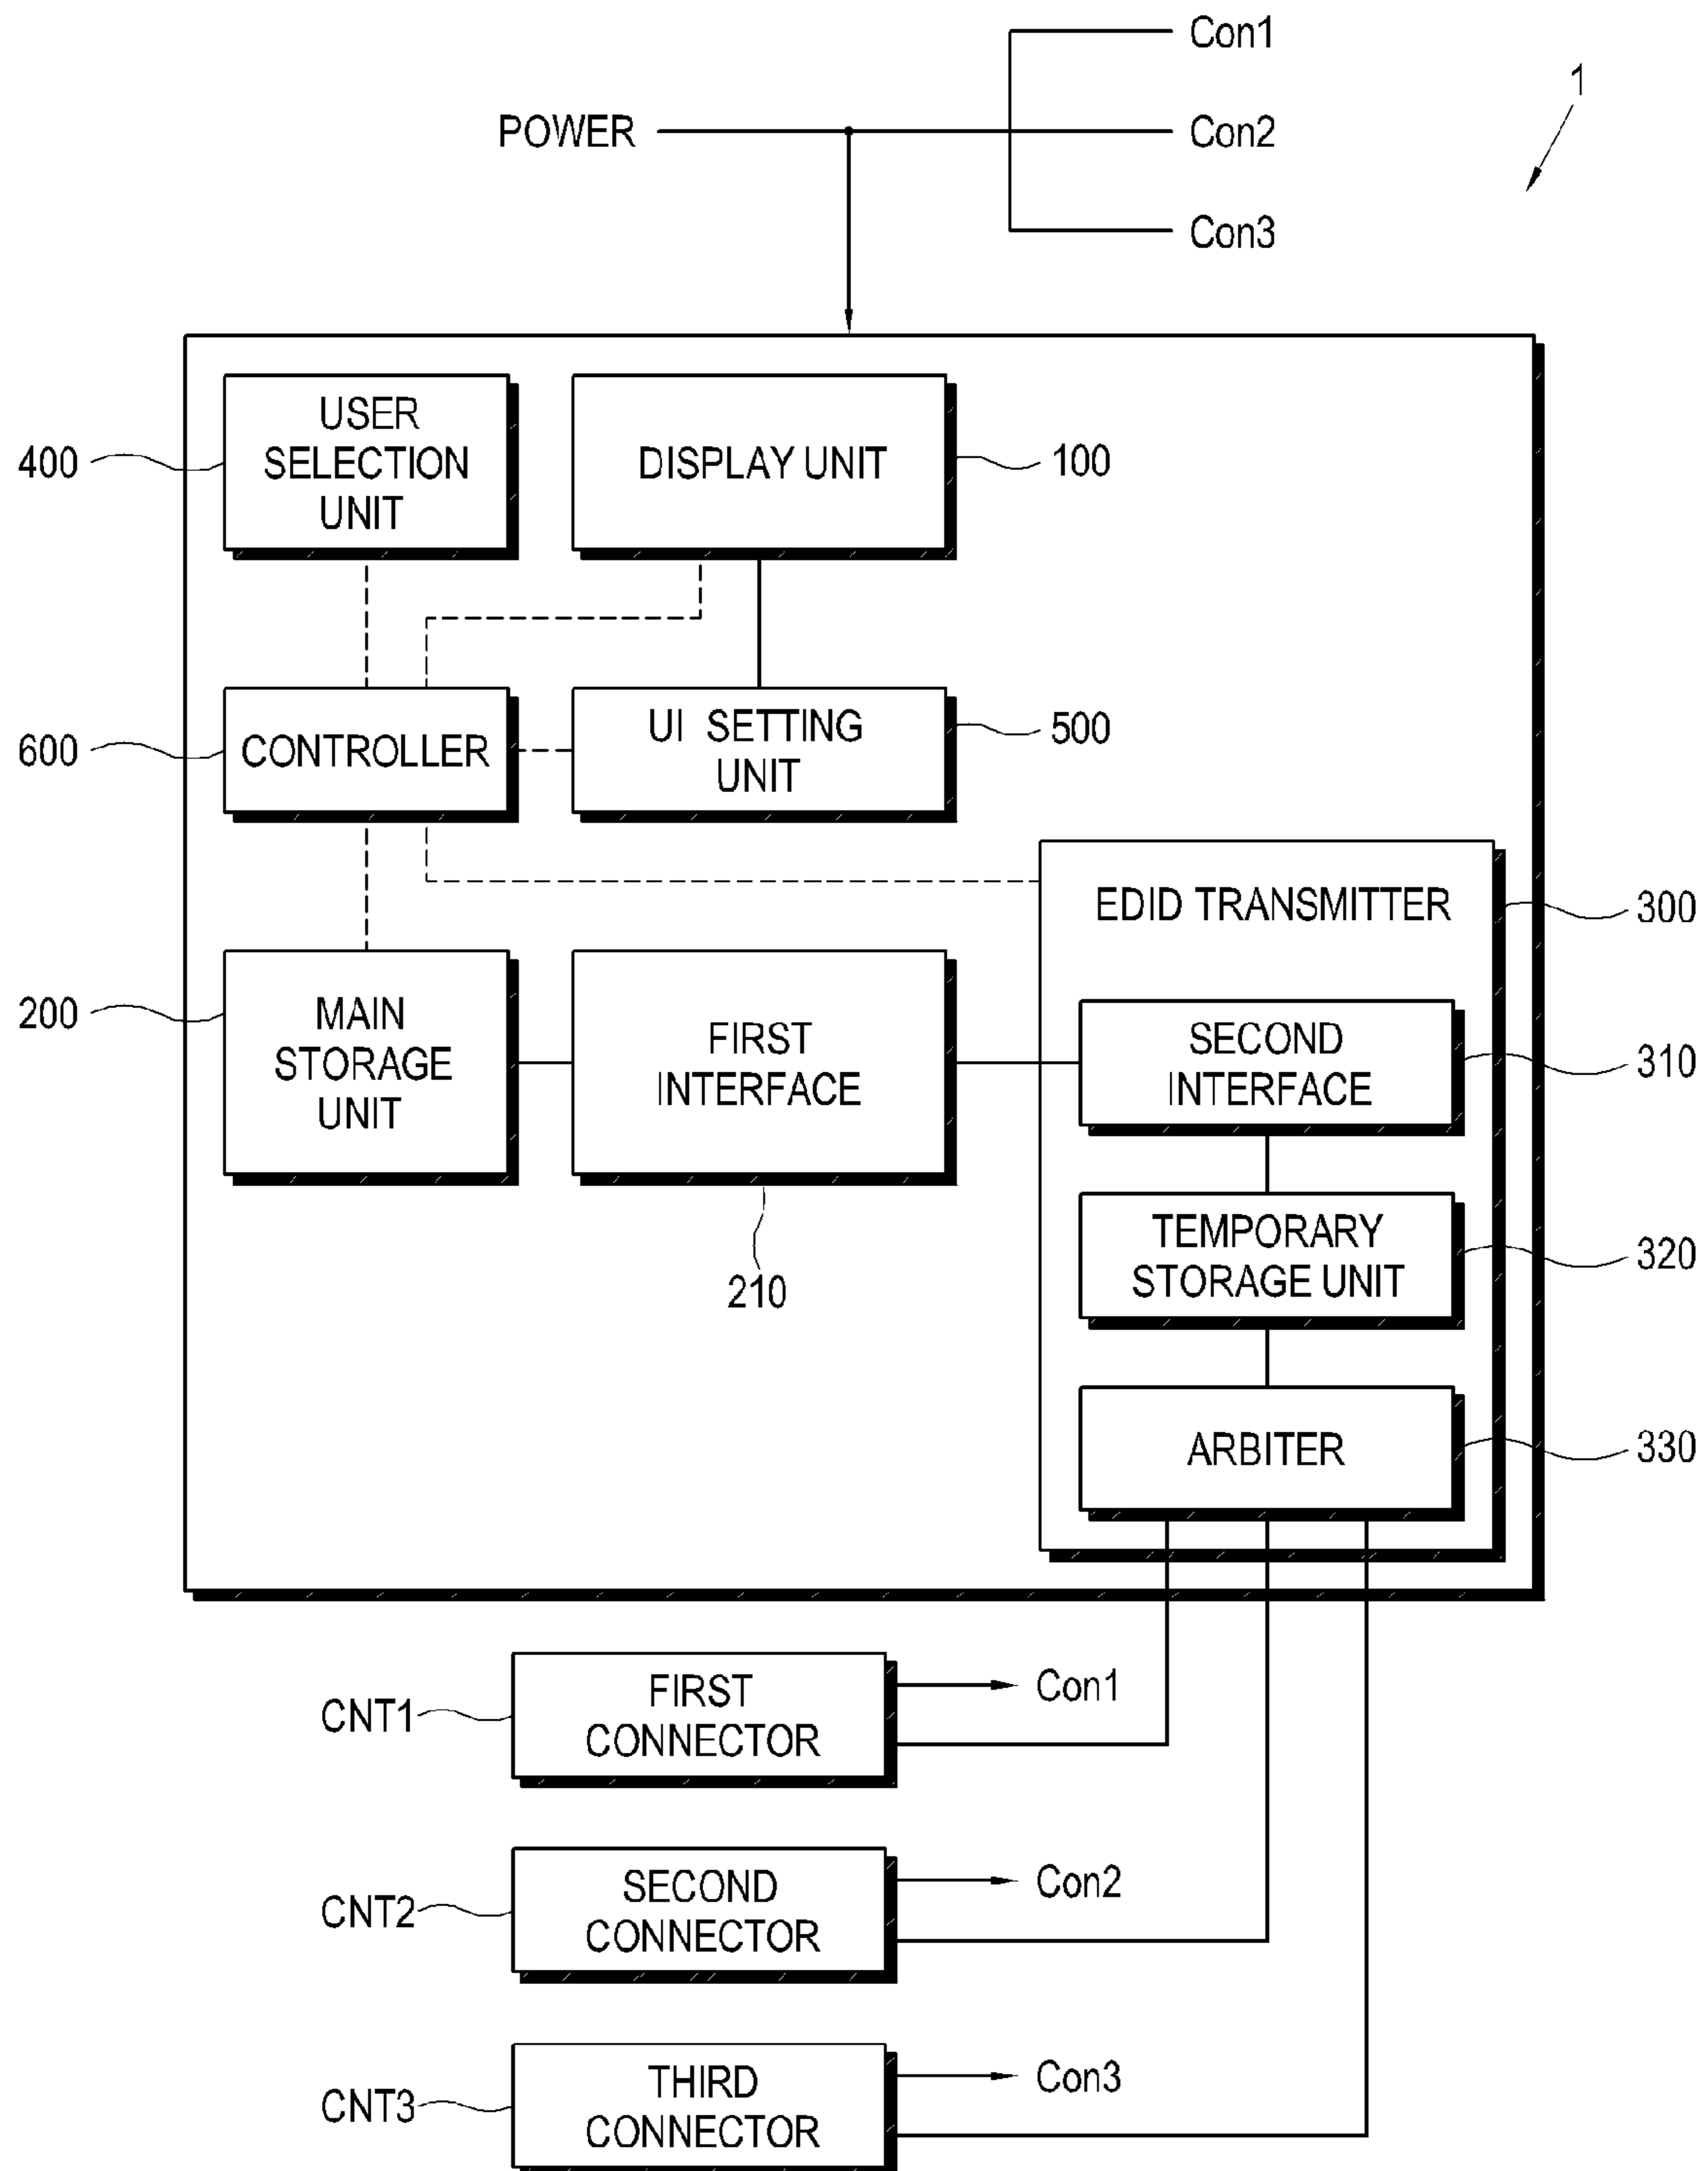 Con1
1
POWER
Con2
Con3
USER
SELECTION
UNIT
400
DISPLAY UNIT
100
600
CONTROLLER
UI SETTING
UNIT
500
EDID TRANSMITTER
300
200
MAIN
STORAGE
UNIT
FIRST
INTERFACE
210
SECOND
INTERFACE
310
TEMPORARY
STORAGE UNIT
320
ARBITER
330
CNT1
FIRST
CONNECTOR
Con1
CNT2
SECOND
CONNECTOR
Con2
CNT3
THIRD
CONNECTOR
Con3